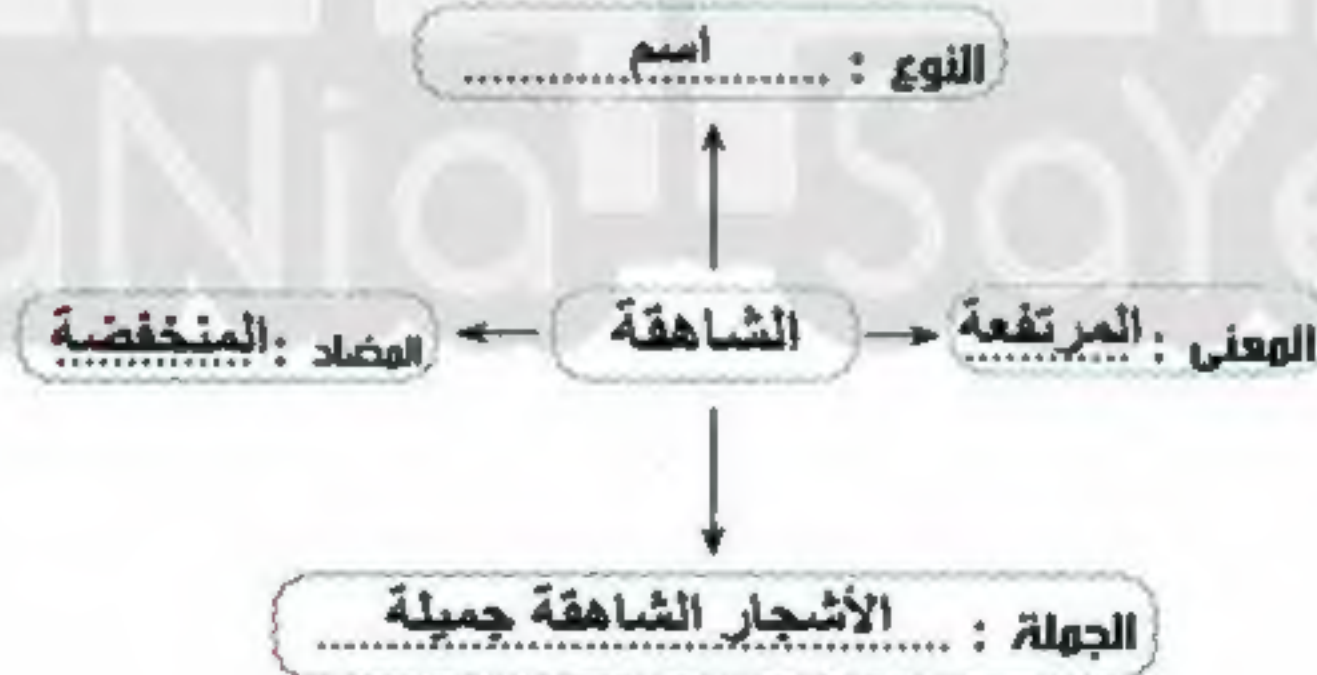 النوع : اسم
المعنى : المرتفعة
الشاهقة
المضاد : المنخفضة
الجملة : الأشجار الشاهقة جميلة